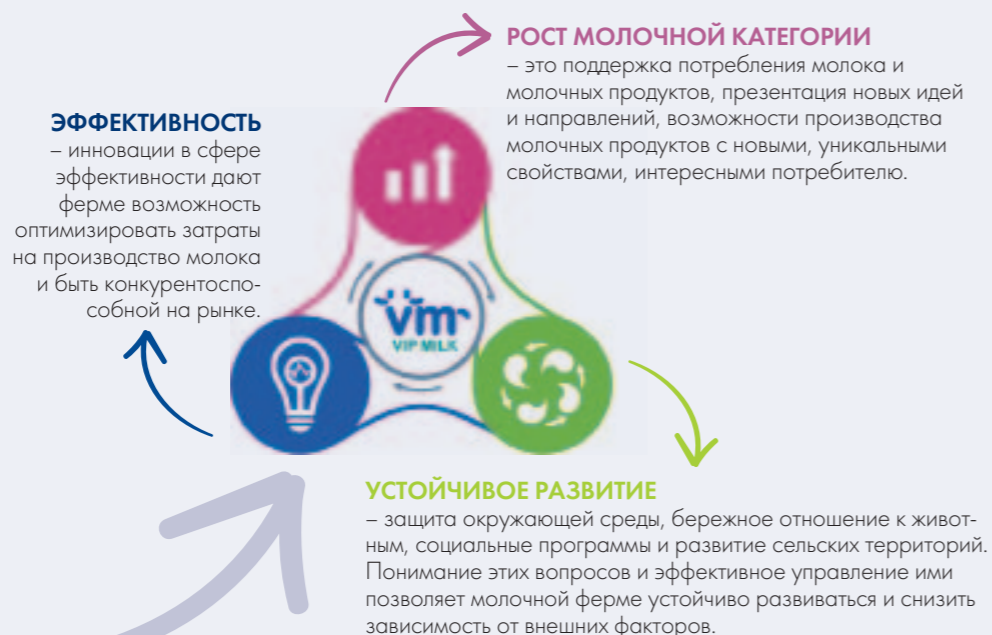 РОСТ МОЛОЧНОЙ КАТЕГОРИИ
– это поддержка потребления молока и
молочных продуктов, презентация новых идей
и направлений, возможности производства
молочных продуктов с новыми, уникальными
свойствами, интересными потребителю.
ЭФФЕКТИВНОСТЬ
– инновации в сфере
эффективности дают
ферме возможность
оптимизировать затраты
на производство молока
и быть конкурентоспо-
собной на рынке.
vm
VIP MILK
УСТОЙЧИВОЕ РАЗВИТИЕ
– защита окружающей среды, бережное отношение к живот-
ным, социальные программы и развитие сельских территорий.
Понимание этих вопросов и эффективное управление ими
позволяет молочной ферме устойчиво развиваться и снизить
зависимость от внешних факторов.